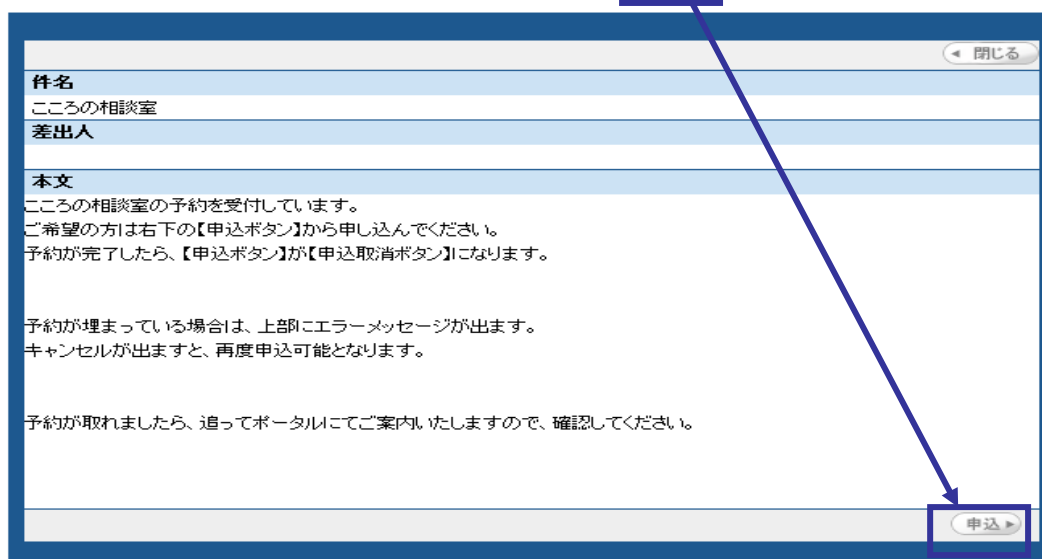 閉じる
件名
こころの相談室
差出人
本文
こころの相談室の予約を受付しています。
ご希望の方は右下の【申込ボタン】から申し込んでください。
予約が完了したら、【申込ボタン】が【申込取消ボタン】になります。
予約が埋まっている場合は、上部にエラーメッセージが出ます。
キャンセルが出ますと、再度申込可能となります。
予約が取れましたら、追ってポータルにてご案内いたしますので、確認してください。
申込